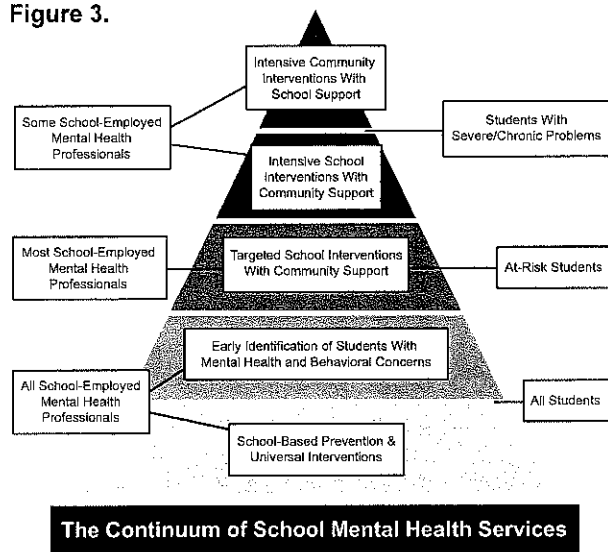 Figure 3.
Intensive Community
Interventions With
School Support
Some School-Employed
Mental Health
Professionals
Students With
Severe/Chronic Problems
Intensive School
Interventions With
Community Support
Most School-Employed
Mental Health
Professionals
Targeted School Interventions
With Community Support
At-Risk Students
Early Identification of Students With
Mental Health and Behavioral Concerns
All School-Employed
Mental Health
Professionals
All Students
School-Based Prevention &
Universal Interventions
The Continuum of School Mental Health Services